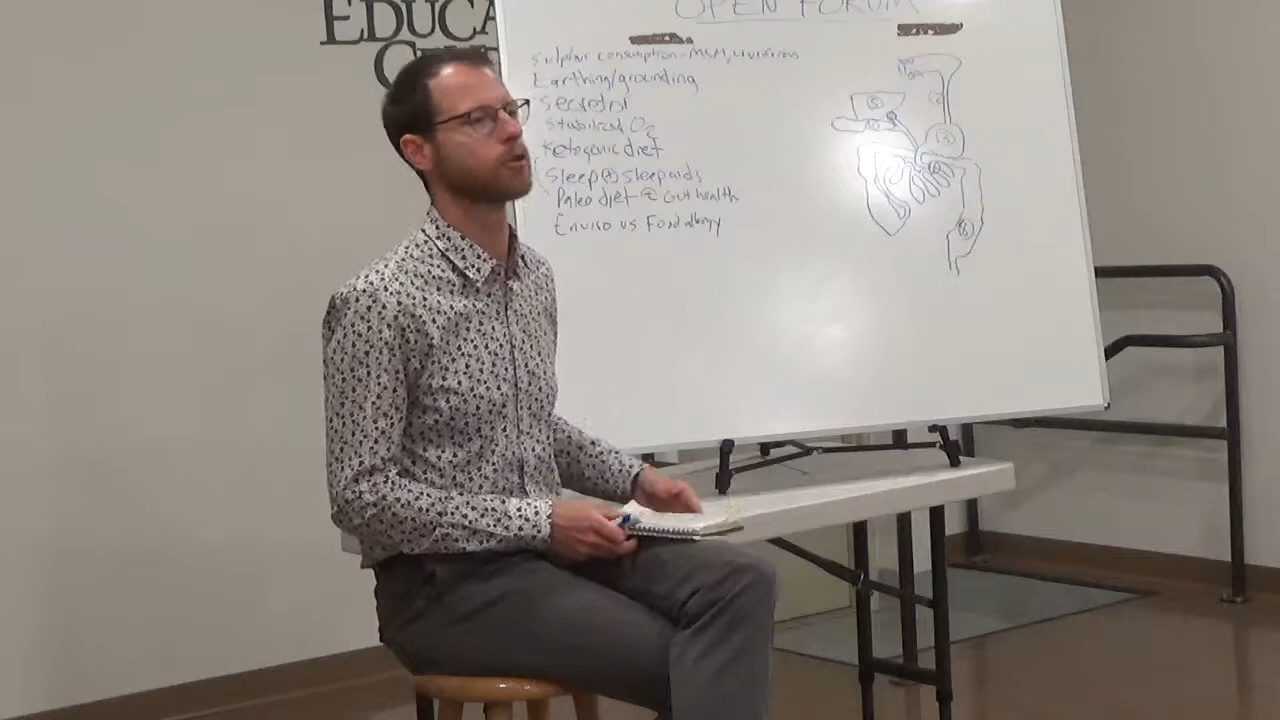 EDUCA
OPEN FORUM
Sulphur consumption - MSM, cruciferous
Earthing/grounding
Secretol
Stabilized O2
Ketogenic diet
Sleep + sleep aids
Paleo diet @ Gut health
Enviro vs Food allergy